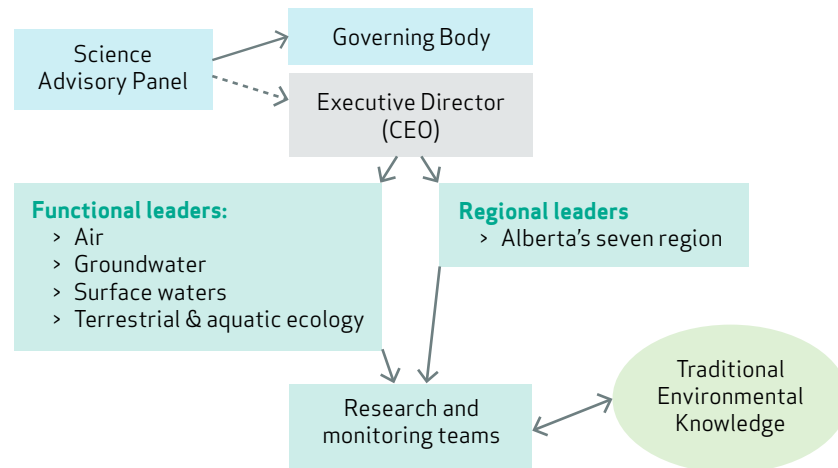 Science
Advisory Panel
Governing Body
Executive Director
(CEO)
Functional leaders:
> Air
> Groundwater
> Surface waters
> Terrestrial & aquatic ecology
Regional leaders
> Alberta's seven region
Research and
monitoring teams
Traditional
Environmental
Knowledge